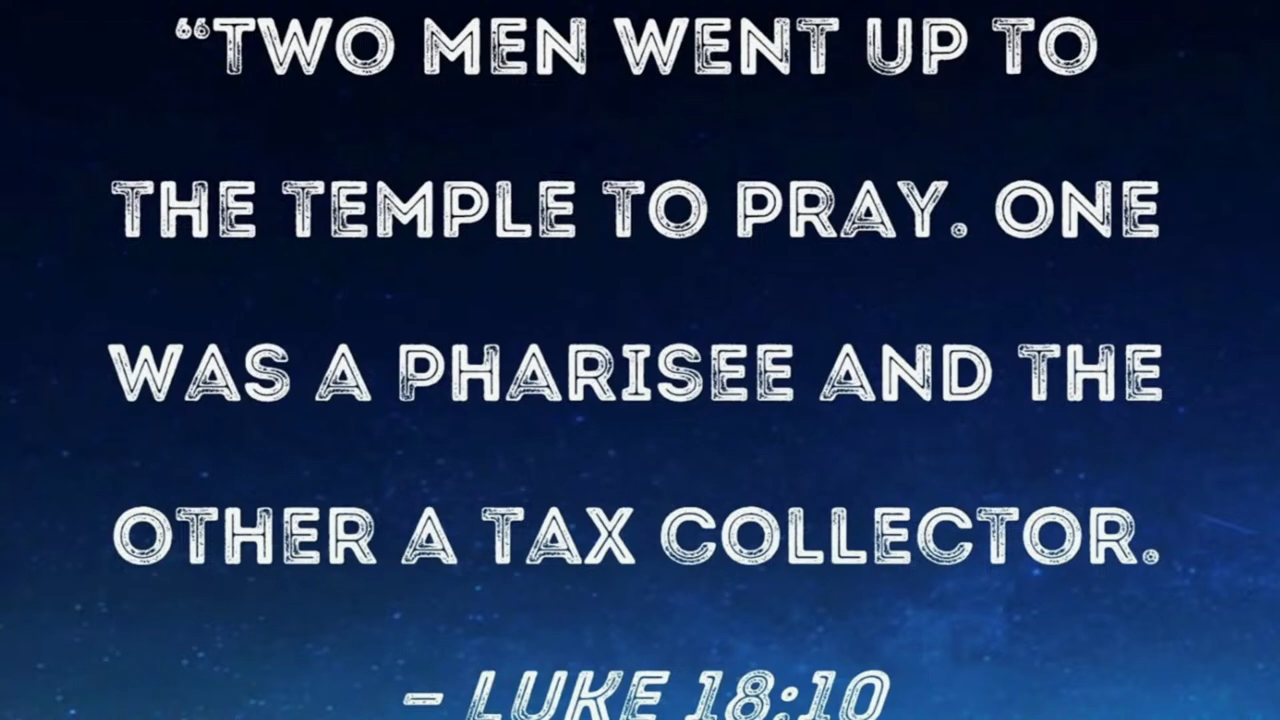 “TWO MEN WENT UP TO
THE TEMPLE TO PRAY. ONE
WAS A PHARISEE AND THE
OTHER A TAX COLLECTOR.
– LUKE 18:10